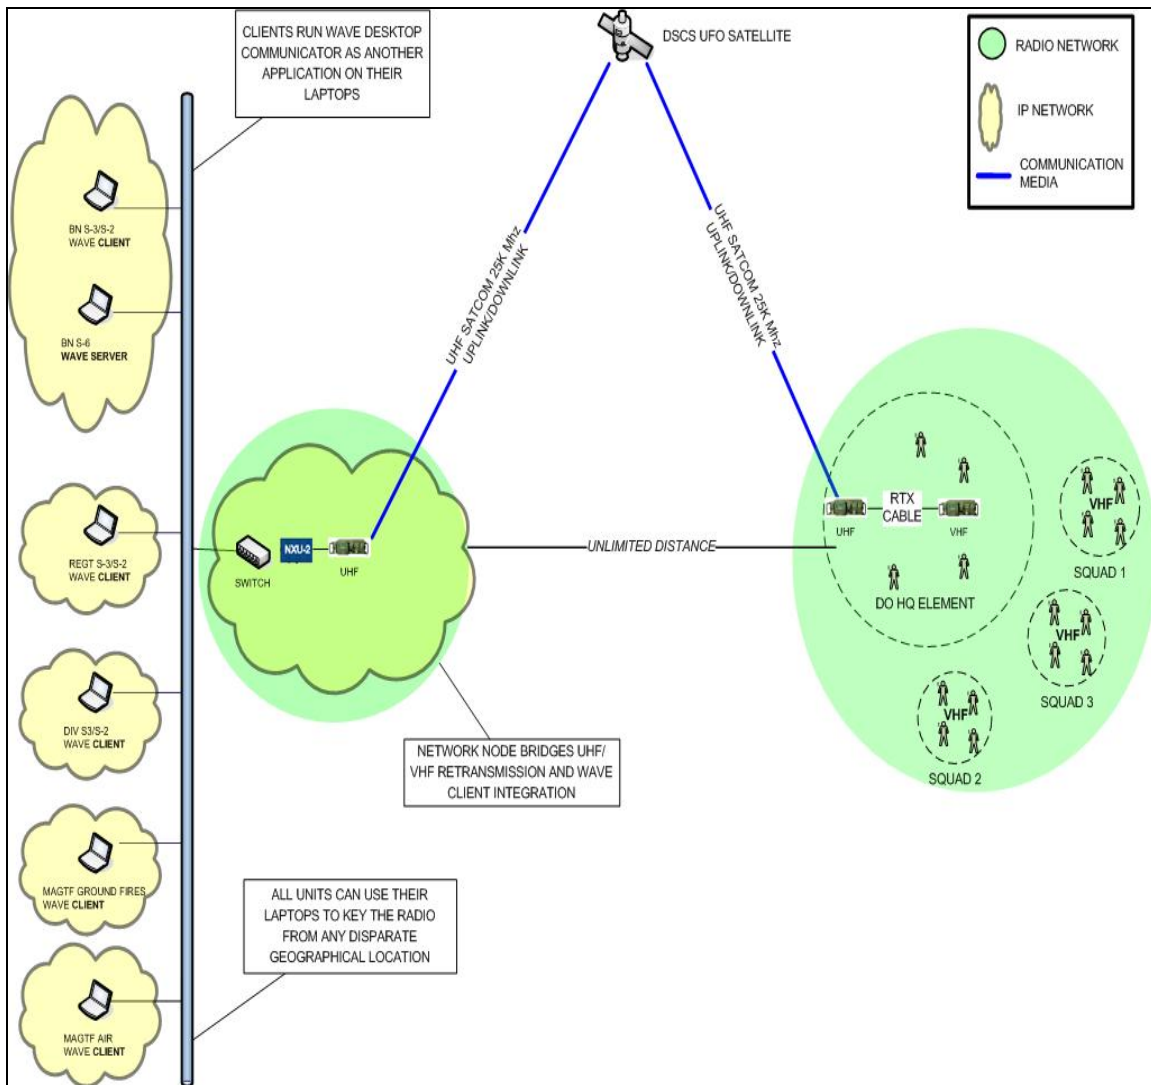 CLIENTS RUN WAVE DESKTOP
COMMUNICATOR AS ANOTHER
APPLICATION ON THEIR
LAPTOPS
DSCS UFO SATELLITE
RADIO NETWORK
IP NETWORK
COMMUNICATION
MEDIA
BN S-3/S-2
WAVE CLIENT
BN S-6
WAVE SERVER
UHF SATCOM 25K Mhz
UPLINK/DOWNLINK
UHF SATCOM 25K Mhz
UPLINK/DOWNLINK
REGT S-3/S-2
WAVE CLIENT
SWITCH
NXU-2
UHF
UNLIMITED DISTANCE
UHF
RTX
CABLE
VHF
DO HQ ELEMENT
VHF
SQUAD 1
VHF
SQUAD 3
VHF
SQUAD 2
DIV S3/S-2
WAVE CLIENT
NETWORK NODE BRIDGES UHF/
VHF RETRANSMISSION AND WAVE
CLIENT INTEGRATION
MAGTF GROUND FIRES
WAVE CLIENT
ALL UNITS CAN USE THEIR
LAPTOPS TO KEY THE RADIO
FROM ANY DISPARATE
GEOGRAPHICAL LOCATION
MAGTF AIR
WAVE CLIENT